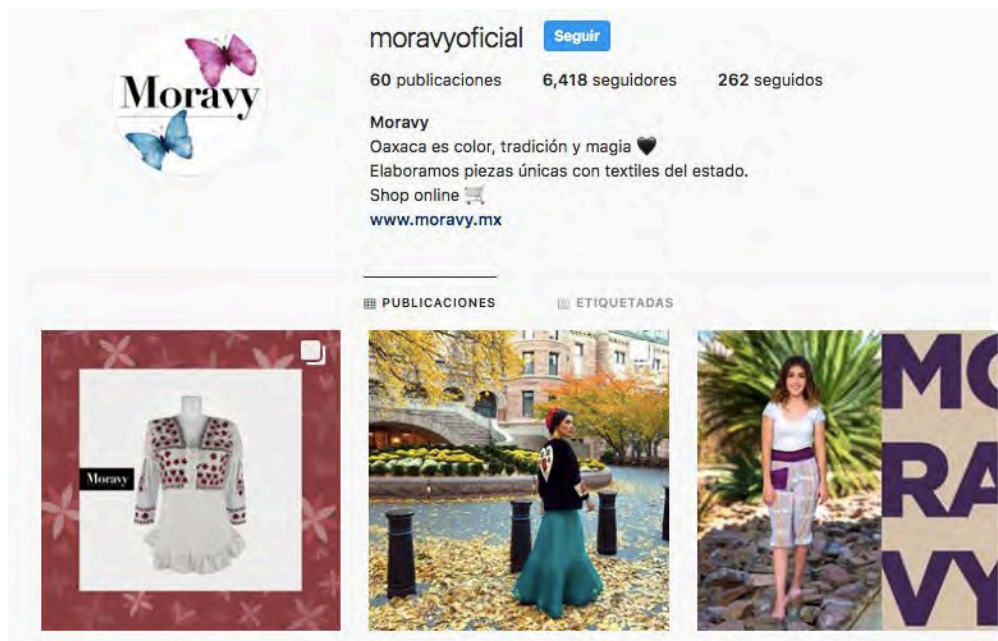 Moravy
moravyoficial Seguir
60 publicaciones 6,418 seguidores 262 seguidos
Moravy
Oaxaca es color, tradición y magia 🖤
Elaboramos piezas únicas con textiles del estado.
Shop online 🛒
www.moravy.mx
PUBLICACIONES ETIQUETADAS
Moravy
MO
RA
VY